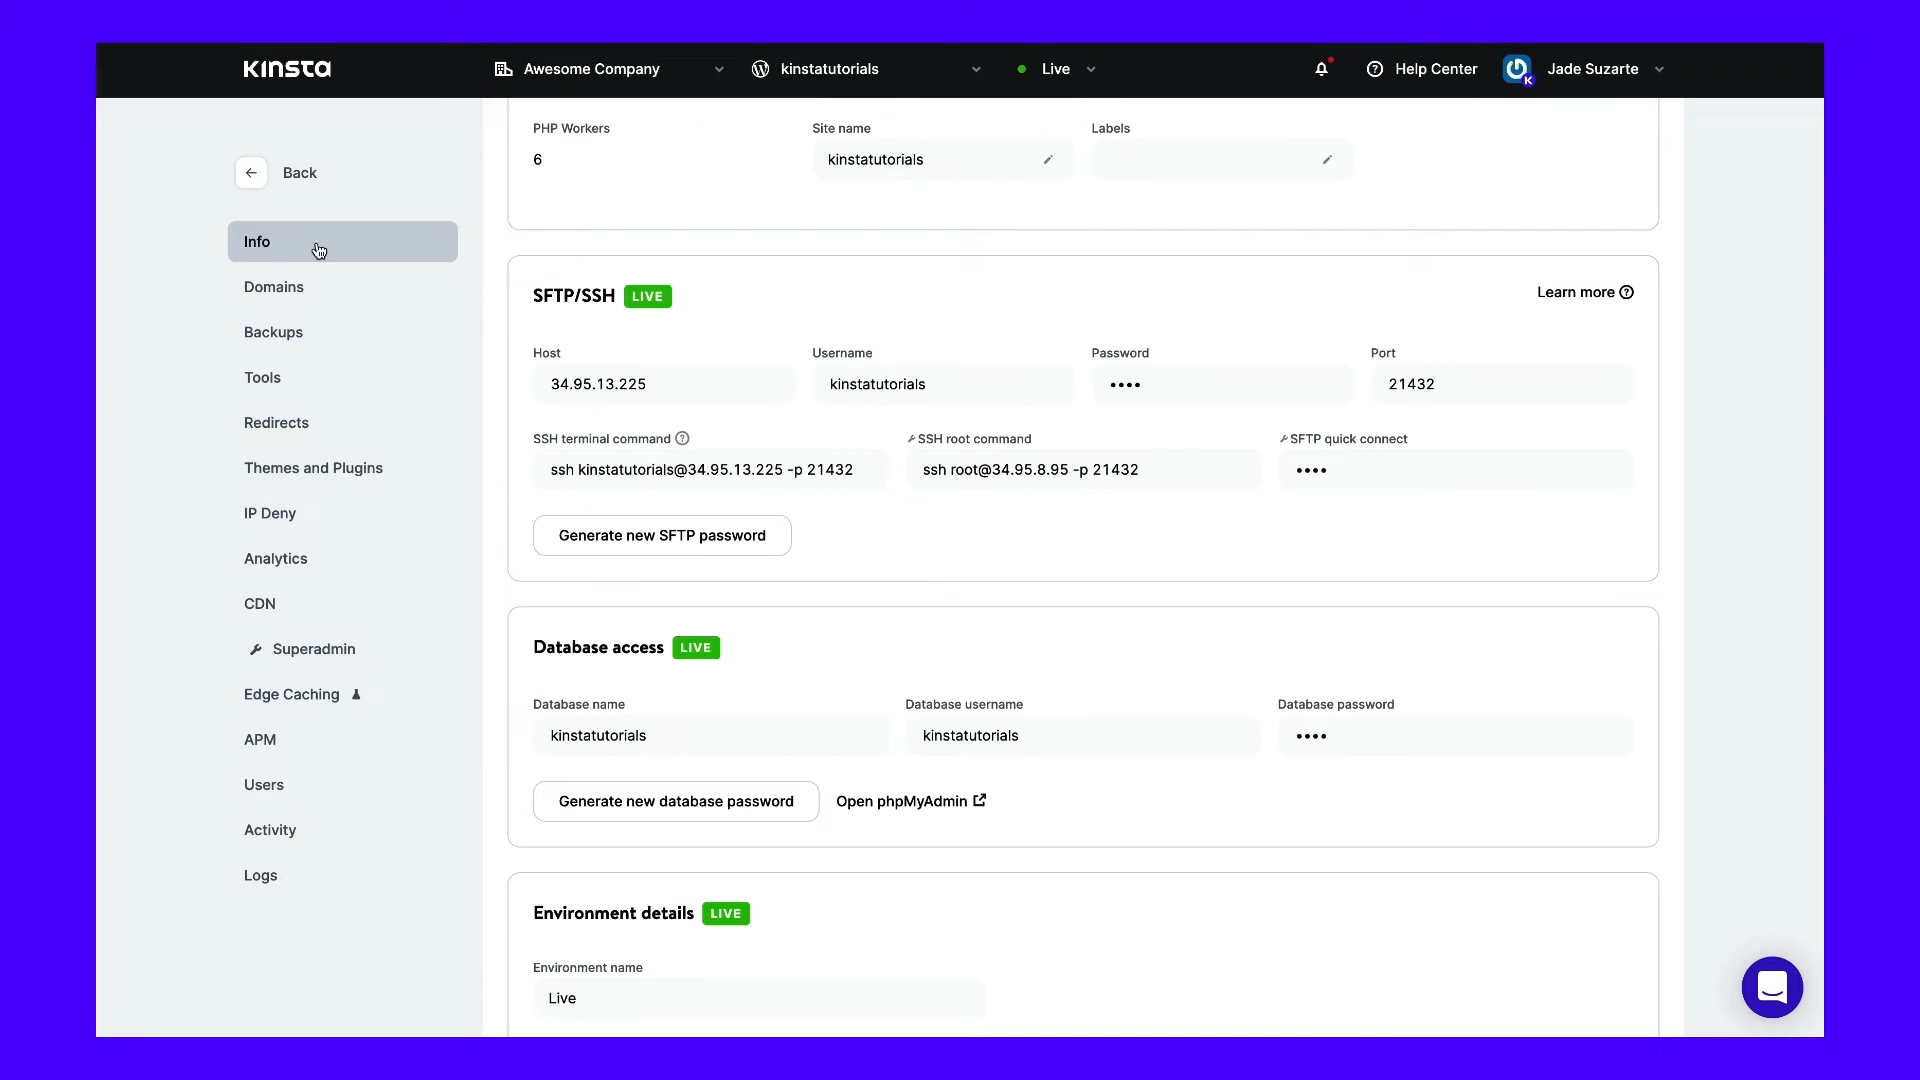 KINSTA
Awesome Company
kinstatutorials
Live
Help Center
Jade Suzarte
Back
Info
Domains
Backups
Tools
Redirects
Themes and Plugins
IP Deny
Analytics
CDN
Superadmin
Edge Caching
APM
Users
Activity
Logs
PHP Workers
6
Site name
kinstatutorials
Labels
SFTP/SSH LIVE
Learn more
Host
34.95.13.225
Username
kinstatutorials
Password
••••
Port
21432
SSH terminal command
ssh kinstatutorials@34.95.13.225 -p 21432
SSH root command
ssh root@34.95.8.95 -p 21432
SFTP quick connect
••••
Generate new SFTP password
Database access LIVE
Database name
kinstatutorials
Database username
kinstatutorials
Database password
••••
Generate new database password
Open phpMyAdmin
Environment details LIVE
Environment name
Live